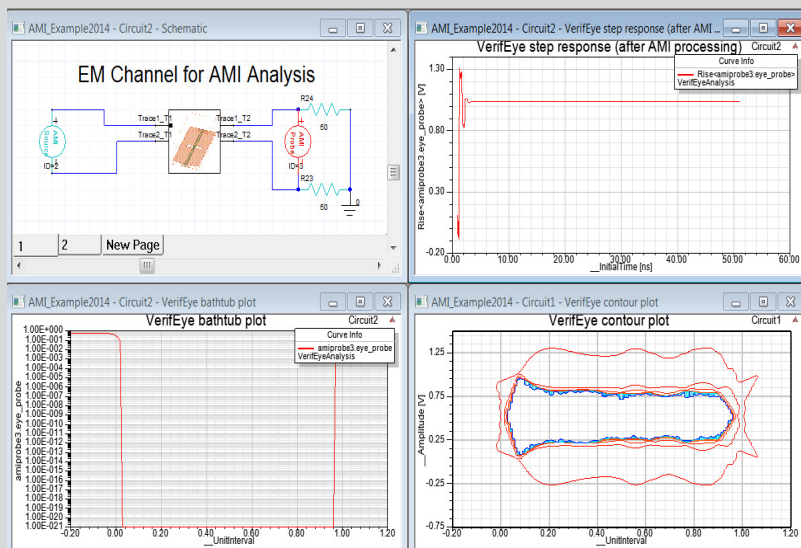 AMI_Example2014 - Circuit2 - Schematic
EM Channel for AMI Analysis
R24
Trace1_T1
Trace1_T2
Trace2_T1
Trace2_T2
50
AMI
Source
AMI
Probe
ID=2
ID=3
R23
50
0
1
2
New Page
AMI_Example2014 - Circuit2 - VerifEye step response (after AMI ...
VerifEye step response (after AMI processing)
Circuit2
Curve Info
Rise<amiprobe3.eye_probe>
VerifEyeAnalysis
Rise<amiprobe3.eye_probe> [V]
1.30
0.80
0.30
-0.20
0.00
10.00
20.00
30.00
40.00
50.00
60.00
__InitialTime [ns]
AMI_Example2014 - Circuit2 - VerifEye bathtub plot
VerifEye bathtub plot
Circuit2
Curve Info
amiprobe3.eye_probe
VerifEyeAnalysis
amiprobe3.eye_probe
1.00E+000
1.00E-001
1.00E-002
1.00E-003
1.00E-004
1.00E-005
1.00E-006
1.00E-007
1.00E-008
1.00E-009
1.00E-010
1.00E-011
1.00E-012
1.00E-013
1.00E-014
1.00E-015
1.00E-016
1.00E-017
1.00E-018
1.00E-019
1.00E-020
1.00E-021
-0.20
0.00
0.20
0.40
0.60
0.80
1.00
1.20
__UnitInterval
AMI_Example2014 - Circuit1 - VerifEye contour plot
VerifEye contour plot
Circuit1
__Amplitude [V]
1.25
0.75
0.25
-0.25
-0.75
-0.20
0.00
0.20
0.40
0.60
0.80
1.00
1.20
__UnitInterval